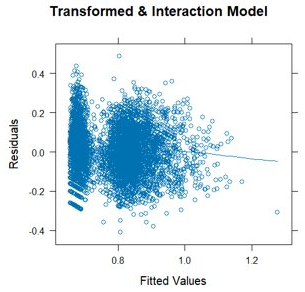 Transformed & Interaction Model
Residuals
0.4
0.2
0.0
-0.2
-0.4
0.8
1.0
1.2
Fitted Values